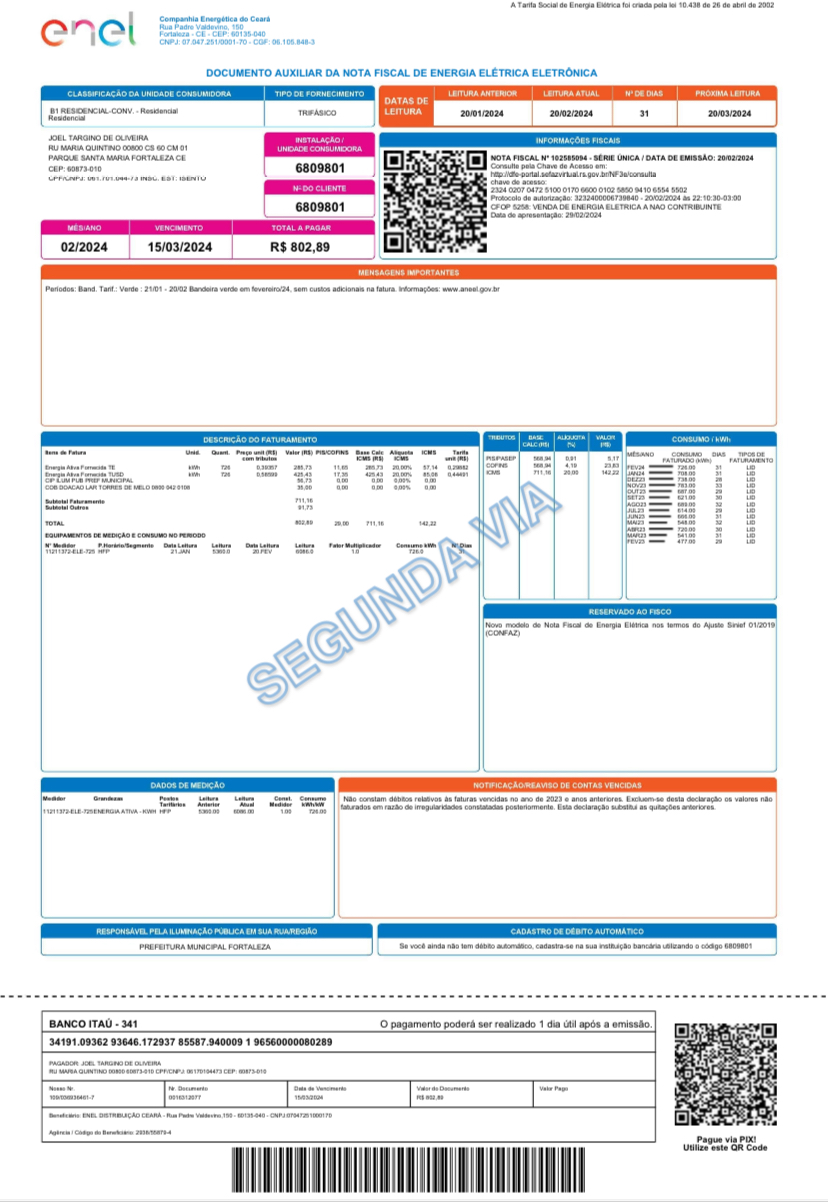 A Tarifa Social de Energia Elétrica foi criada pela lei 10.438 de 26 de abril de 2002
enel
Companhia Energética do Ceará
Rua Padre Valdevino, 150
Fortaleza - CE - CEP: 60135-040
CNPJ: 07.047.251/0001-70 - CGF: 06.105.848-3
DOCUMENTO AUXILIAR DA NOTA FISCAL DE ENERGIA ELÉTRICA ELETRÔNICA
CLASSIFICAÇÃO DA UNIDADE CONSUMIDORA
B1 RESIDENCIAL-CONV. - Residencial
Residencial
TIPO DE FORNECIMENTO
TRIFÁSICO
DATAS DE LEITURA
LEITURA ANTERIOR LEITURA ATUAL Nº DE DIAS PRÓXIMA LEITURA
20/01/2024 20/02/2024 31 20/03/2024
JOEL TARGINO DE OLIVEIRA
RU MARIA QUINTINO 00800 CS 60 CM 01
PARQUE SANTA MARIA FORTALEZA CE
CEP: 60873-010
CPF/CNPJ: 061.701.044-73 INSC. EST: ISENTO
INSTALAÇÃO /
UNIDADE CONSUMIDORA
6809801
Nº DO CLIENTE
6809801
MÊS/ANO VENCIMENTO TOTAL A PAGAR
02/2024 15/03/2024 R$ 802,89
INFORMAÇÕES FISCAIS
NOTA FISCAL Nº 102585094 - SÉRIE ÚNICA / DATA DE EMISSÃO: 20/02/2024
Consulte pela Chave de Acesso em:
http://dfe-portal.sefazvirtual.rs.gov.br/NF3e/consulta
chave de acesso:
2324 0207 0472 5100 0170 6600 0102 5850 9410 6554 5502
Protocolo de autorização: 3232400006739840 - 20/02/2024 às 22:10:30-03:00
CFOP 5258: VENDA DE ENERGIA ELETRICA A NAO CONTRIBUINTE
Data de apresentação: 29/02/2024
MENSAGENS IMPORTANTES
Períodos: Band. Tarif.: Verde : 21/01 - 20/02 Bandeira verde em fevereiro/24, sem custos adicionais na fatura. Informações: www.aneel.gov.br
DESCRIÇÃO DO FATURAMENTO
Itens de Fatura Unid. Quant. Preço unit (R$) com tributos Valor (R$) PIS/COFINS Base Calc ICMS (R$) Alíquota ICMS ICMS Tarifa unit (R$)
Energia Ativa Fornecida TE kWh 726 0,39357 285,73 11,65 285,73 20,00% 57,14 0,29882
Energia Ativa Fornecida TUSD kWh 726 0,58599 425,43 17,35 425,43 20,00% 85,08 0,44491
CIP ILUM PUB PREF MUNICIPAL 56,73 0,00 0,00 0,00% 0,00
COB DOACAO LAR TORRES DE MELO 0800 042 0108 35,00 0,00 0,00 0,00% 0,00
Subtotal Faturamento 711,16
Subtotal Outros 91,73
TOTAL 802,89 29,00 711,16 142,22
EQUIPAMENTOS DE MEDIÇÃO E CONSUMO NO PERÍODO
Nº Medidor P.Horário/Segmento Data Leitura Leitura Data Leitura Leitura Fator Multiplicador Consumo kWh Nº Dias
11211372-ELE-725 HFP 21.JAN 5360.0 20.FEV 6086.0 1.0 726.0 31
TRIBUTOS BASE CALC (R$) ALÍQUOTA (%) VALOR (R$)
PIS/PASEP 568,94 0,91 5,17
COFINS 568,94 4,19 23,83
ICMS 711,16 20,00 142,22
CONSUMO / kWh
MÊS/ANO CONSUMO FATURADO (kWh) DIAS TIPOS DE FATURAMENTO
FEV24 726.00 31 LID
JAN24 708.00 31 LID
DEZ23 738.00 28 LID
NOV23 783.00 33 LID
OUT23 687.00 29 LID
SET23 621.00 30 LID
AGO23 689.00 32 LID
JUL23 614.00 29 LID
JUN23 666.00 31 LID
MAI23 548.00 32 LID
ABR23 720.00 30 LID
MAR23 541.00 31 LID
FEV23 477.00 29 LID
SEGUNDA VIA
RESERVADO AO FISCO
Novo modelo de Nota Fiscal de Energia Elétrica nos termos do Ajuste Sinief 01/2019
(CONFAZ)
DADOS DE MEDIÇÃO
Medidor Grandezas Postos Tarifários Leitura Anterior Leitura Atual Const. Medidor Consumo kWh/kW
11211372-ELE-725 ENERGIA ATIVA - KWH HFP 5360.00 6086.00 1.00 726.00
NOTIFICAÇÃO/REAVISO DE CONTAS VENCIDAS
Não constam débitos relativos às faturas vencidas no ano de 2023 e anos anteriores. Excluem-se desta declaração os valores não
faturados em razão de irregularidades constatadas posteriormente. Esta declaração substitui as quitações anteriores.
RESPONSÁVEL PELA ILUMINAÇÃO PÚBLICA EM SUA RUA/REGIÃO
PREFEITURA MUNICIPAL FORTALEZA
CADASTRO DE DÉBITO AUTOMÁTICO
Se você ainda não tem débito automático, cadastra-se na sua instituição bancária utilizando o código 6809801
BANCO ITAÚ - 341 O pagamento poderá ser realizado 1 dia útil após a emissão.
34191.09362 93646.172937 85587.940009 1 96560000080289
PAGADOR: JOEL TARGINO DE OLIVEIRA
RU MARIA QUINTINO 00800 60873-010 CPF/CNPJ: 06170104473 CEP: 60873-010
Nosso Nr. Nr. Documento Data de Vencimento Valor do Documento Valor Pago
109/036936461-7 0016312077 15/03/2024 R$ 802,89
Beneficiário: ENEL DISTRIBUIÇÃO CEARÁ - Rua Padre Valdevino,150 - 60135-040 - CNPJ:07047251000170
Agência / Código do Beneficiário: 2938/55879-4
Pague via PIX!
Utilize este QR Code